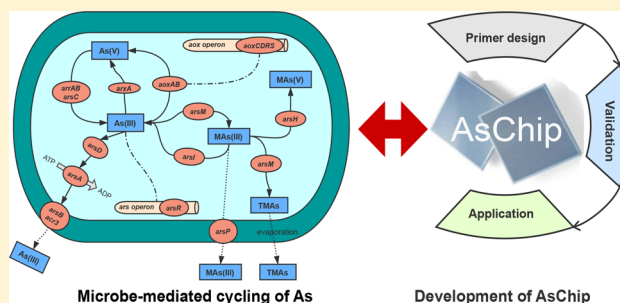 aox operon
aoxCDRS
As(V)
arrAB
arsC
arxA
aoxAB
MAs(V)
arsM
As(III)
MAs(III)
arsH
arsI
arsD
arsM
ATP
arsA
ADP
ars operon
arsR
TMAs
arsB
acr3
arsP
evaporation
As(III)
MAs(III)
TMAs
Microbe-mediated cycling of As
Primer design
AsChip
Validation
Application
Development of AsChip